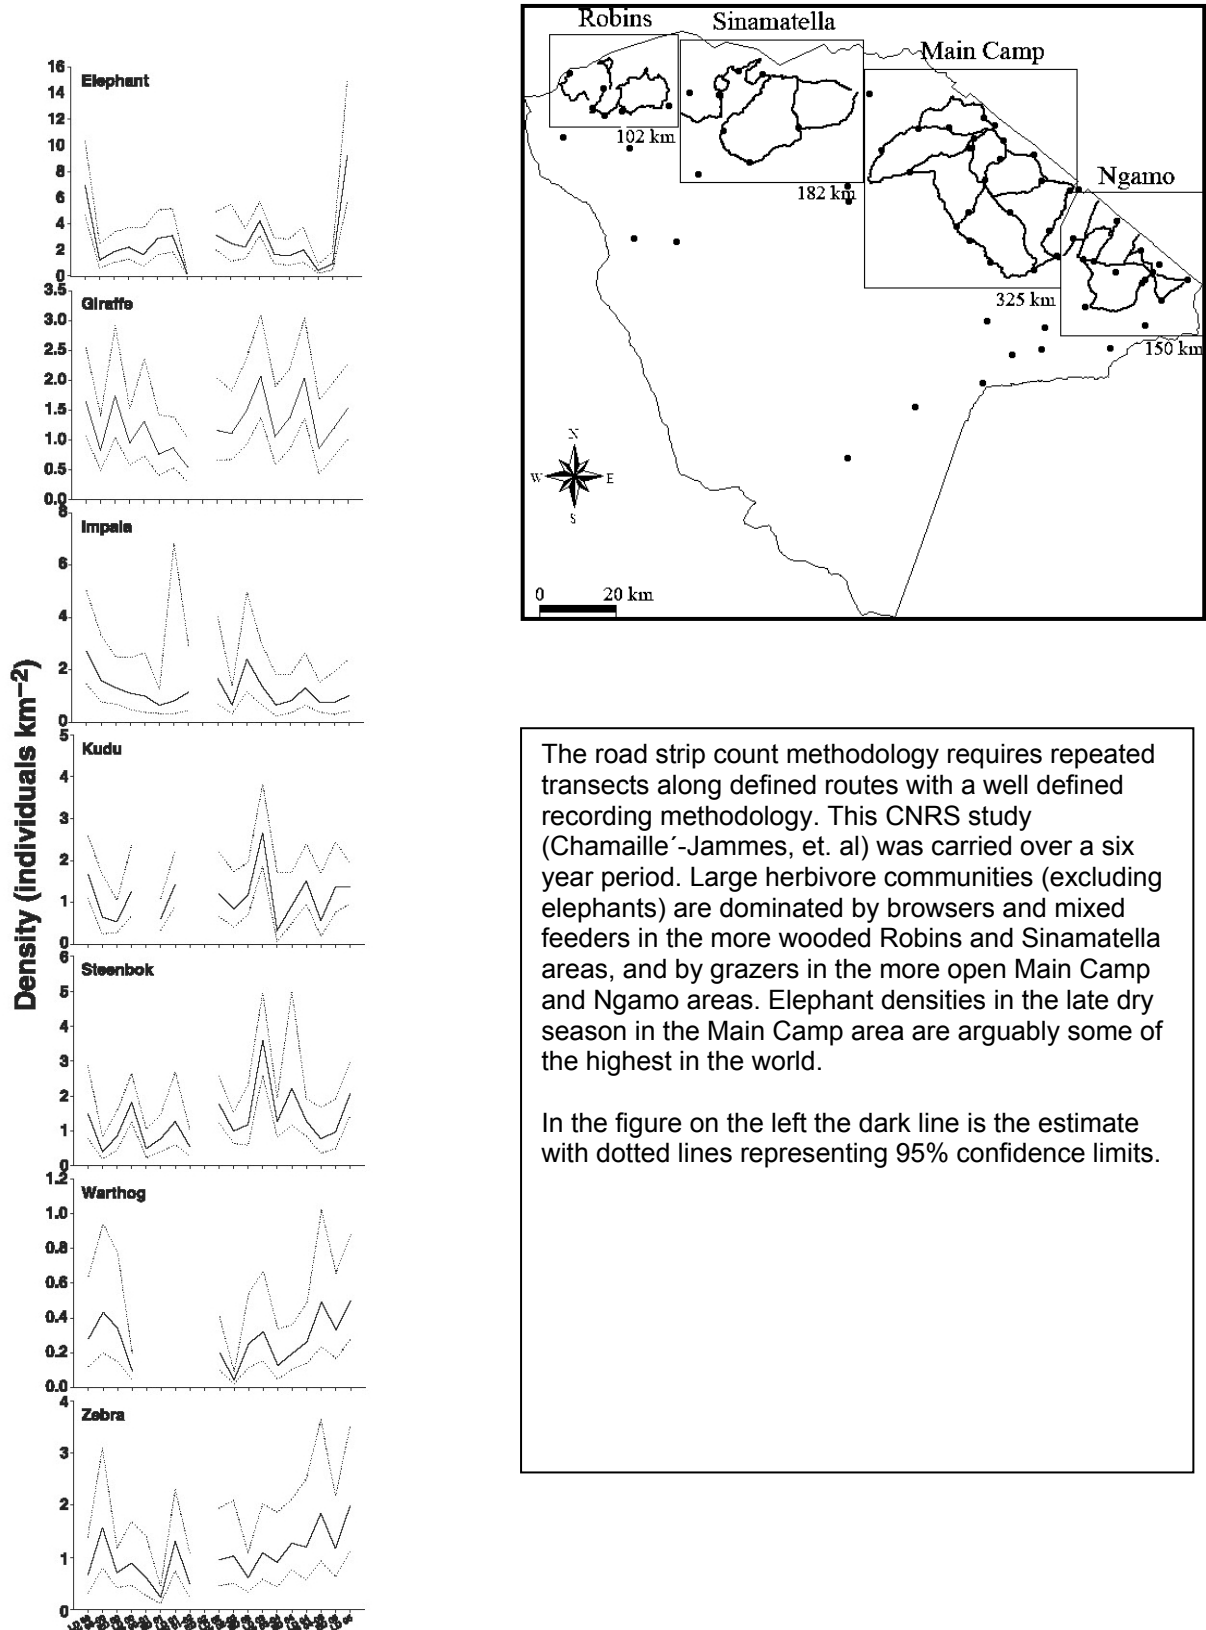 Robins
Sinamatella
Main Camp
Ngamo
102 km
182 km
325 km
150 km
N
W E
S
0 20 km
Density (individuals km−2)
Elephant
16
14
12
10
8
6
4
2
0
Giraffe
3.5
3.0
2.5
2.0
1.5
1.0
0.5
0.0
Impala
8
6
4
2
0
Kudu
5
4
3
2
1
0
Steenbok
6
5
4
3
2
1
0
Warthog
1.2
1.0
0.8
0.6
0.4
0.2
0.0
Zebra
4
3
2
1
0
The road strip count methodology requires repeated
transects along defined routes with a well defined
recording methodology. This CNRS study
(Chamaille´-Jammes, et. al) was carried over a six
year period. Large herbivore communities (excluding
elephants) are dominated by browsers and mixed
feeders in the more wooded Robins and Sinamatella
areas, and by grazers in the more open Main Camp
and Ngamo areas. Elephant densities in the late dry
season in the Main Camp area are arguably some of
the highest in the world.
In the figure on the left the dark line is the estimate
with dotted lines representing 95% confidence limits.